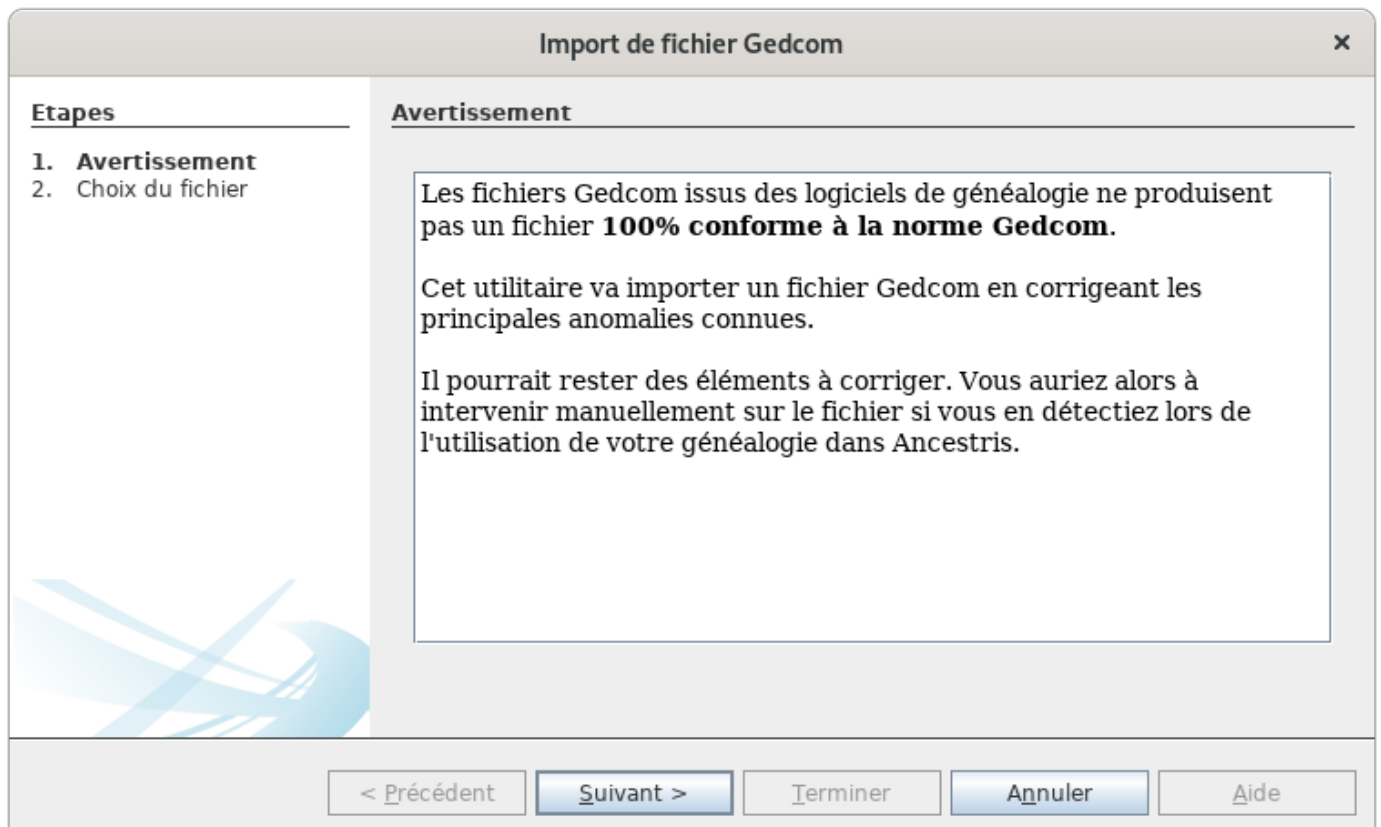 Import de fichier Gedcom
×
Etapes
1. Avertissement
2. Choix du fichier
Avertissement
Les fichiers Gedcom issus des logiciels de généalogie ne produisent
pas un fichier 100% conforme à la norme Gedcom.
Cet utilitaire va importer un fichier Gedcom en corrigeant les
principales anomalies connues.
Il pourrait rester des éléments à corriger. Vous auriez alors à
intervenir manuellement sur le fichier si vous en détectiez lors de
l'utilisation de votre généalogie dans Ancestris.
< Précédent
Suivant >
Terminer
Annuler
Aide